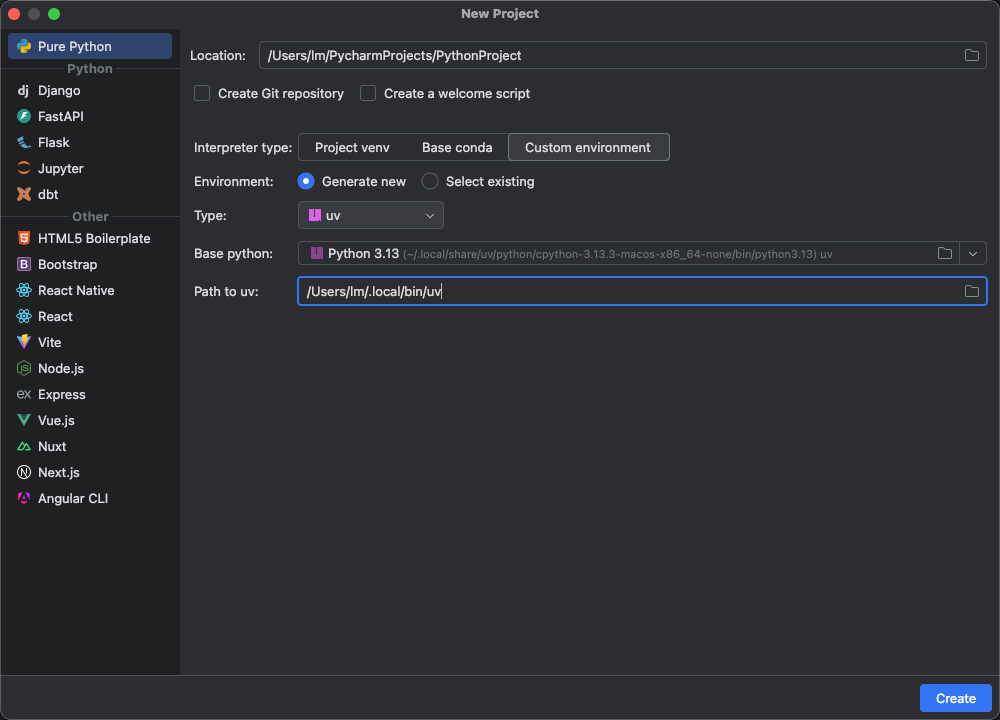 New Project
Pure Python
Python
dj Django
FastAPI
Flask
Jupyter
dbt
Other
HTML5 Boilerplate
B Bootstrap
React Native
React
Vite
JS Node.js
ex Express
Vue.js
Nuxt
N Next.js
Angular CLI
Location: /Users/lm/PycharmProjects/PythonProject
Create Git repository Create a welcome script
Interpreter type: Project venv Base conda Custom environment
Environment: Generate new Select existing
Type: uv
Base python: Python 3.13 (~/.local/share/uv/python/cpython-3.13.3-macos-x86_64-none/bin/python3.13) uv
Path to uv: /Users/lm/.local/bin/uv
Create